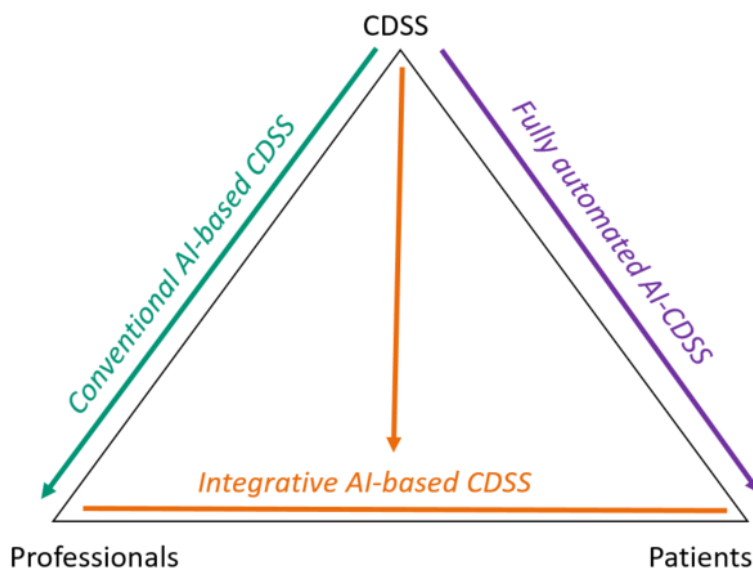 CDSS
Conventional AI-based CDSS
Fully automated AI-CDSS
Integrative AI-based CDSS
Professionals
Patients